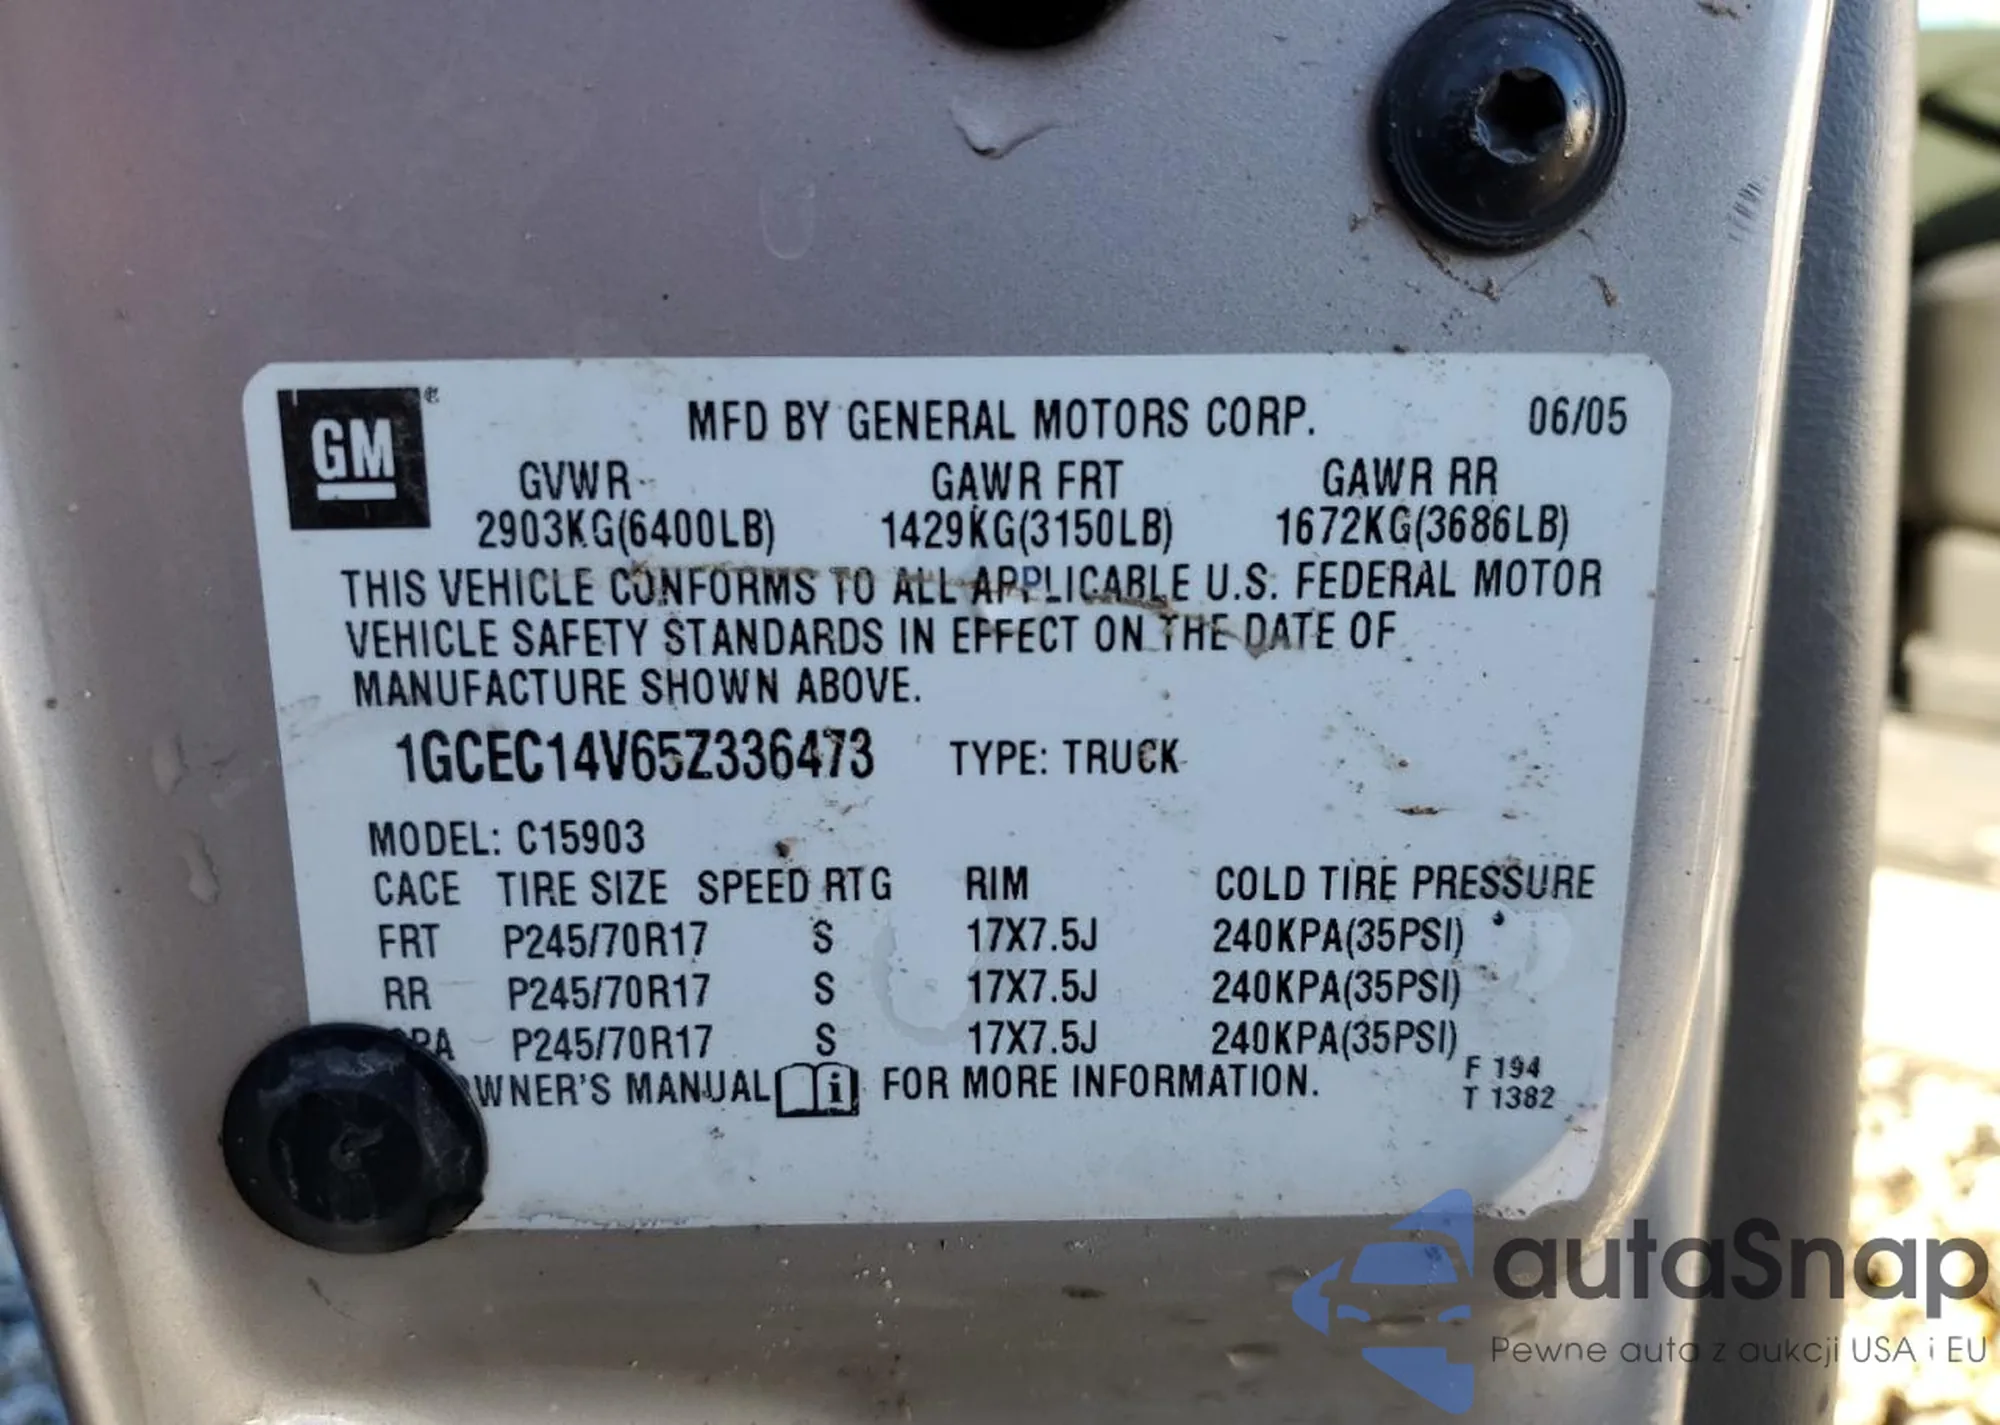 GM
MFD BY GENERAL MOTORS CORP. 06/05
GVWR GAWR FRT GAWR RR
2903KG(6400LB) 1429KG(3150LB) 1672KG(3686LB)
THIS VEHICLE CONFORMS TO ALL APPLICABLE U.S. FEDERAL MOTOR
VEHICLE SAFETY STANDARDS IN EFFECT ON THE DATE OF
MANUFACTURE SHOWN ABOVE.
1GCEC14V65Z336473 TYPE: TRUCK
MODEL: C15903
CACE TIRE SIZE SPEED RTG RIM COLD TIRE PRESSURE
FRT P245/70R17 S 17X7.5J 240KPA(35PSI)
RR P245/70R17 S 17X7.5J 240KPA(35PSI)
PA P245/70R17 S 17X7.5J 240KPA(35PSI)
WNER'S MANUAL i FOR MORE INFORMATION.
F 194
T 1382
autaSnap
Pewne auta z aukcji USA i EU